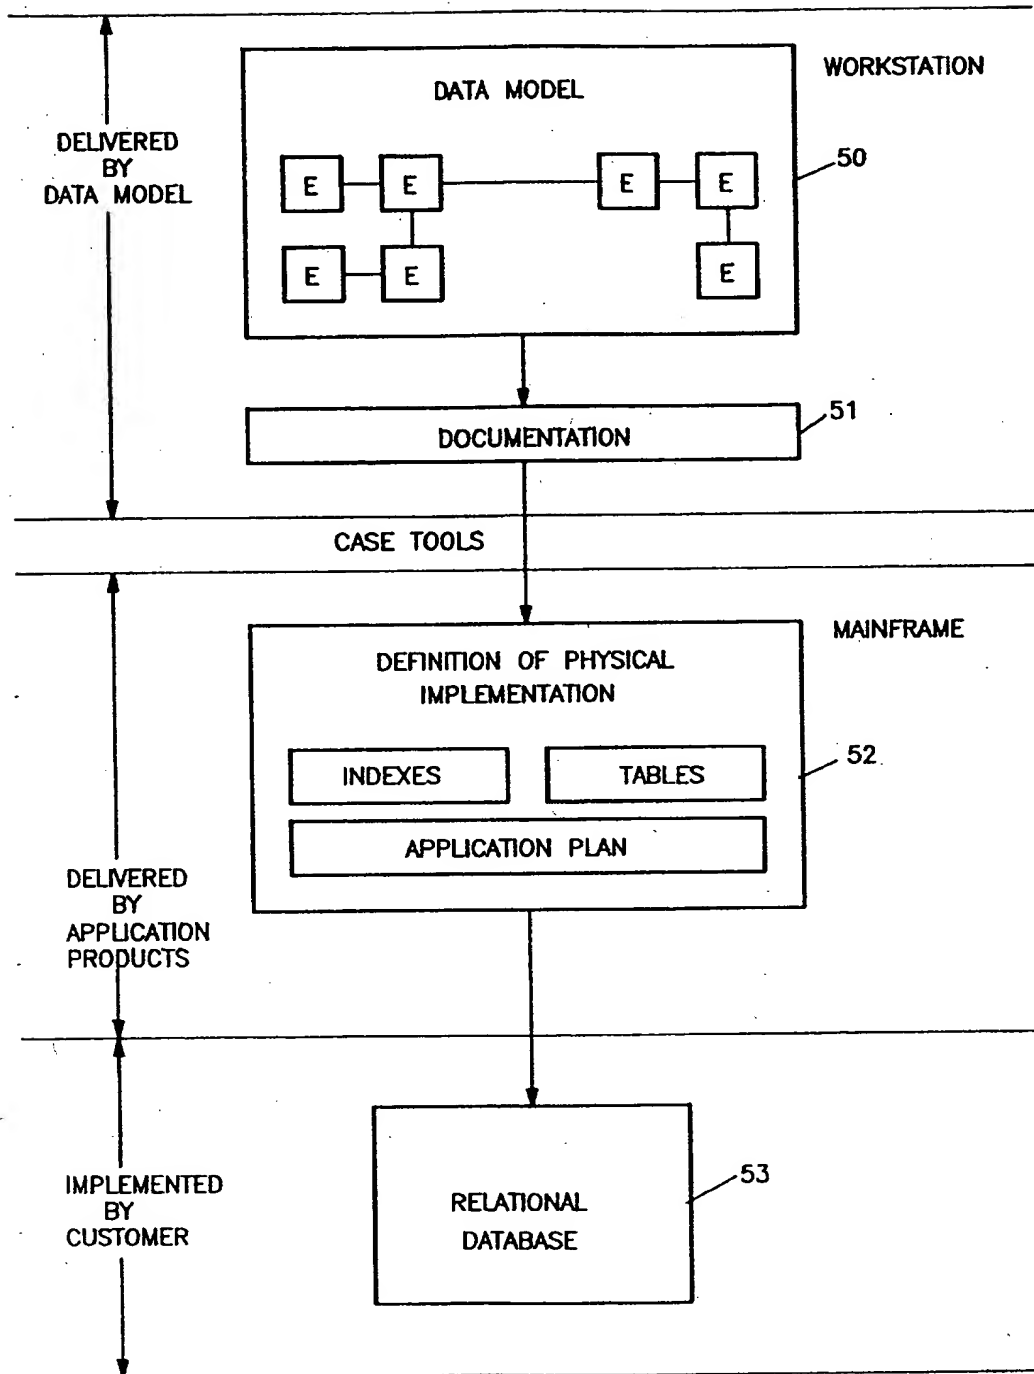 WORKSTATION
DATA MODEL
50
DELIVERED
BY
DATA MODEL
E E E E
E E E
51
DOCUMENTATION
CASE TOOLS
MAINFRAME
DEFINITION OF PHYSICAL
IMPLEMENTATION
52
INDEXES TABLES
APPLICATION PLAN
DELIVERED
BY
APPLICATION
PRODUCTS
53
IMPLEMENTED
BY
CUSTOMER
RELATIONAL
DATABASE